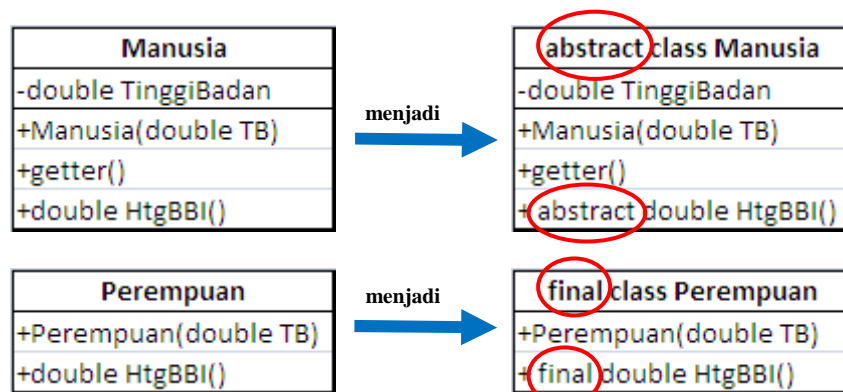 Manusia
-double TinggiBadan
+Manusia(double TB)
+getter()
+double HtgBBI()
menjadi
abstract class Manusia
-double TinggiBadan
+Manusia(double TB)
+getter()
+ abstract double HtgBBI()
Perempuan
+Perempuan(double TB)
+double HtgBBI()
menjadi
final class Perempuan
+Perempuan(double TB)
+ final double HtgBBI()